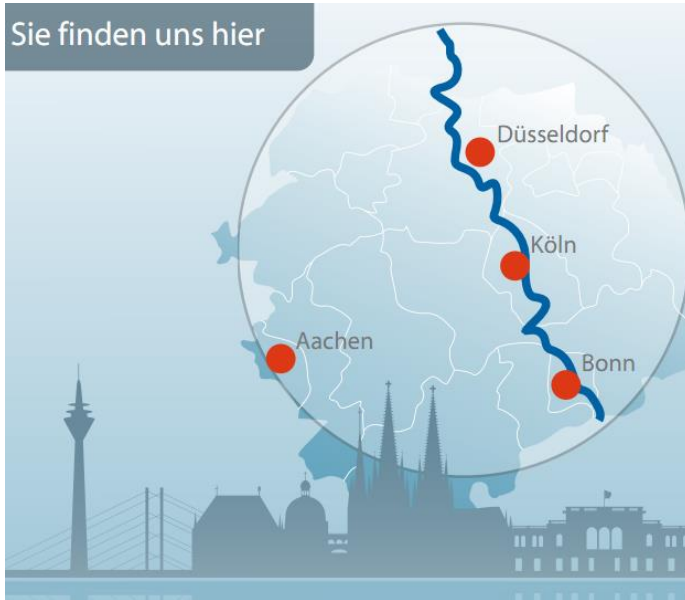 Sie finden uns hier
Düsseldorf
Köln
Aachen
Bonn